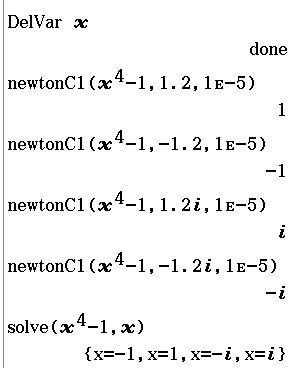 DelVar x
done
newtonC1(x⁴-1,1.2,1ᴇ-5)
1
newtonC1(x⁴-1,-1.2,1ᴇ-5)
-1
newtonC1(x⁴-1,1.2i,1ᴇ-5)
i
newtonC1(x⁴-1,-1.2i,1ᴇ-5)
-i
solve(x⁴-1,x)
{x=-1,x=1,x=-i,x=i}